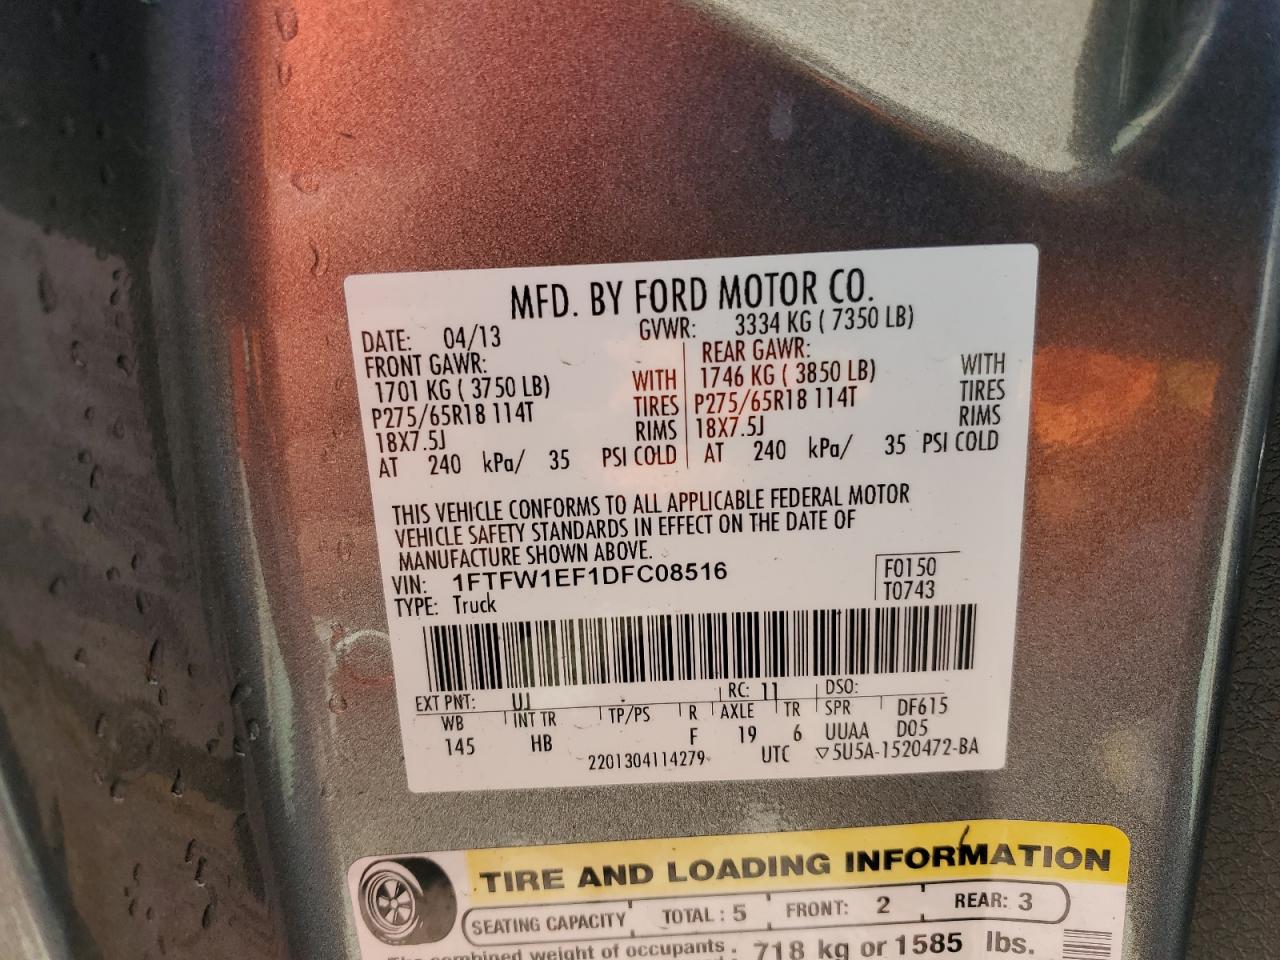 MFD. BY FORD MOTOR CO.
DATE: 04/13 GVWR: 3334 KG ( 7350 LB)
FRONT GAWR: REAR GAWR:
1701 KG ( 3750 LB) WITH 1746 KG ( 3850 LB) WITH
P275/65R18 114T TIRES P275/65R18 114T TIRES
18X7.5J RIMS 18X7.5J RIMS
AT 240 kPa/ 35 PSI COLD AT 240 kPa/ 35 PSI COLD
THIS VEHICLE CONFORMS TO ALL APPLICABLE FEDERAL MOTOR
VEHICLE SAFETY STANDARDS IN EFFECT ON THE DATE OF
MANUFACTURE SHOWN ABOVE.
VIN: 1FTFW1EF1DFC08516 F0150
TYPE: Truck T0743
EXT PNT: UJ RC: 11 DSO:
WB INT TR TP/PS R AXLE TR SPR DF615
145 HB F 19 6 UUAA D05
2201304114279 UTC ▽5U5A-1520472-BA
TIRE AND LOADING INFORMATION
SEATING CAPACITY TOTAL : 5 FRONT: 2 REAR: 3
The combined weight of occupants 718 kg or 1585 lbs.